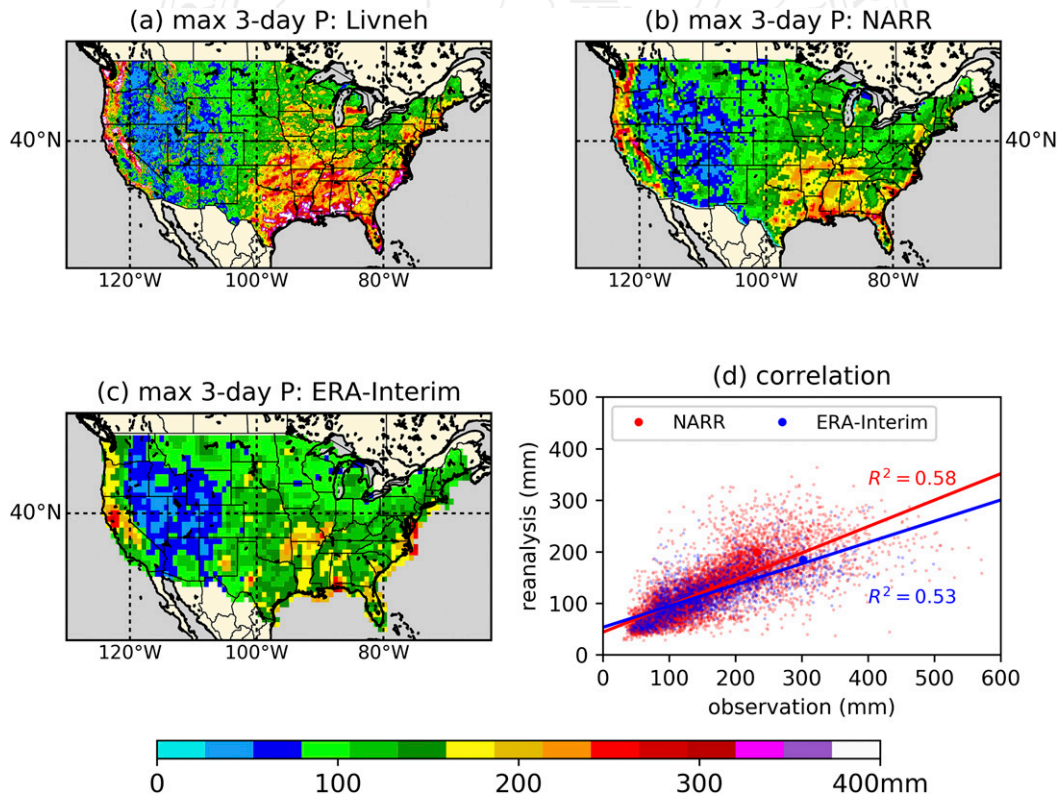 (a) max 3-day P: Livneh
(b) max 3-day P: NARR
40°N
40°N
120°W 100°W 80°W
120°W 100°W 80°W
(c) max 3-day P: ERA-Interim
40°N
120°W 100°W 80°W
(d) correlation
500
400
300
200
100
0
reanalysis (mm)
NARR ERA-Interim
R² = 0.58
R² = 0.53
0 100 200 300 400 500 600
observation (mm)
0 100 200 300 400mm